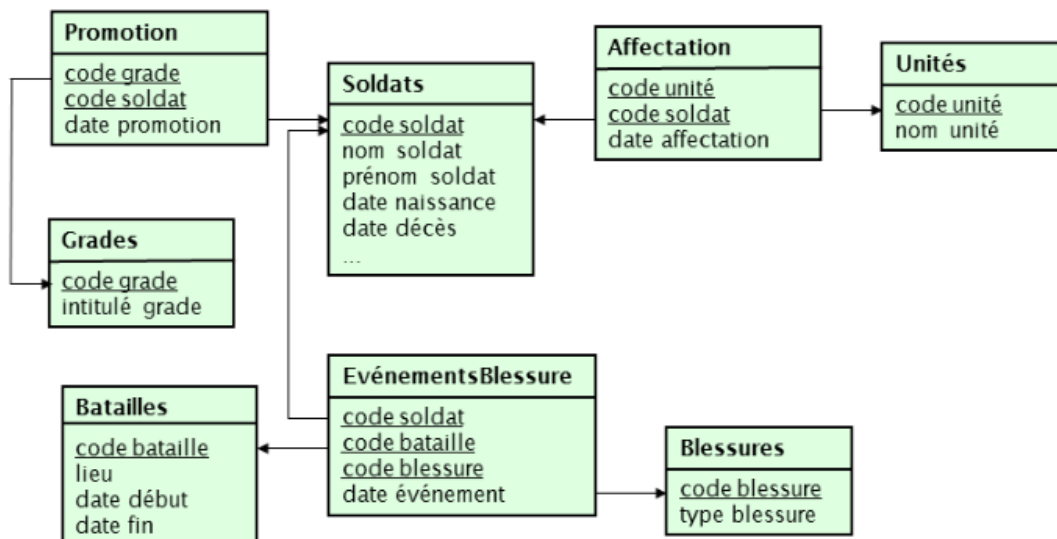 Promotion
code grade
code soldat
date promotion
Grades
code grade
intitulé grade
Batailles
code bataille
lieu
date début
date fin
Soldats
code soldat
nom soldat
prénom soldat
date naissance
date décès
...
EvénementsBlessure
code soldat
code bataille
code blessure
date événement
Affectation
code unité
code soldat
date affectation
Unités
code unité
nom unité
Blessures
code blessure
type blessure